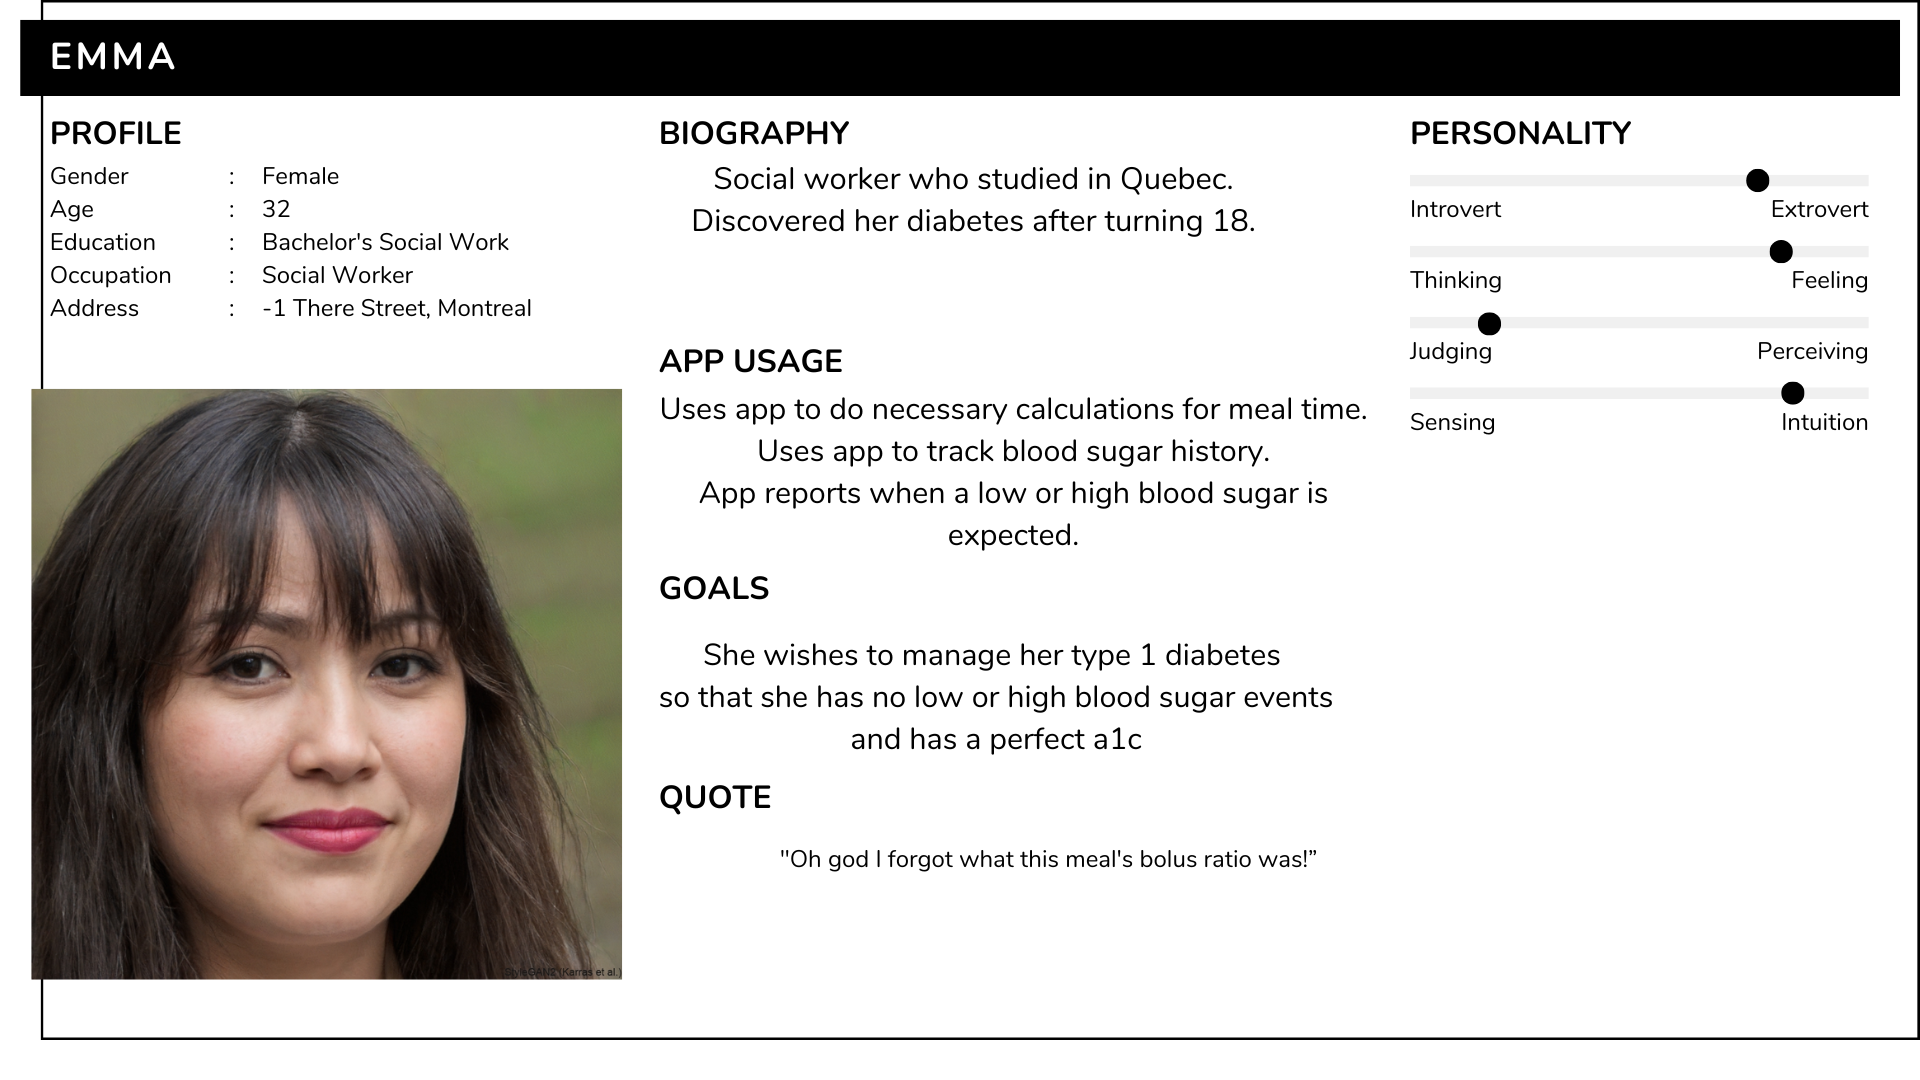 EMMA
PROFILE
Gender : Female
Age : 32
Education : Bachelor's Social Work
Occupation : Social Worker
Address : -1 There Street, Montreal
BIOGRAPHY
Social worker who studied in Quebec.
Discovered her diabetes after turning 18.
APP USAGE
Uses app to do necessary calculations for meal time.
Uses app to track blood sugar history.
App reports when a low or high blood sugar is
expected.
GOALS
She wishes to manage her type 1 diabetes
so that she has no low or high blood sugar events
and has a perfect a1c
QUOTE
"Oh god I forgot what this meal's bolus ratio was!”
PERSONALITY
Introvert Extrovert
Thinking Feeling
Judging Perceiving
Sensing Intuition
StyleGAN2 (Karras et al.)